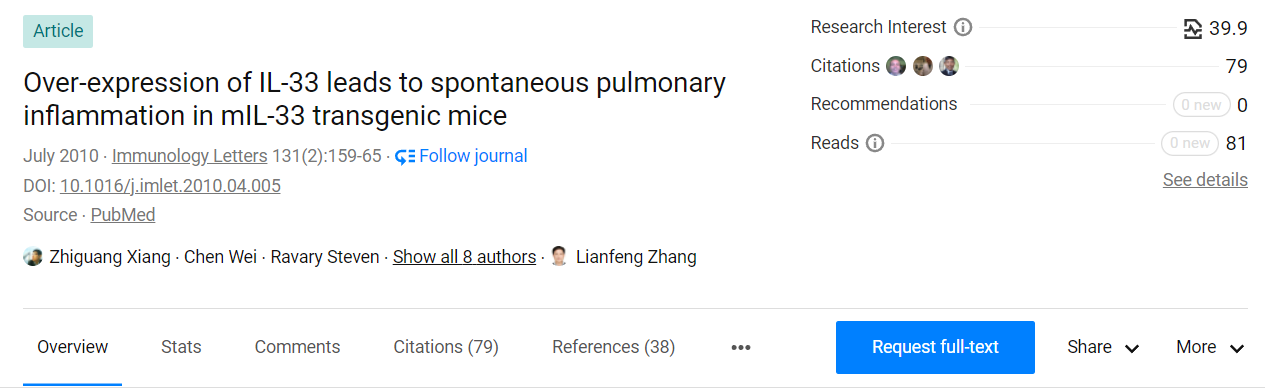 Article
Over-expression of IL-33 leads to spontaneous pulmonary
inflammation in mIL-33 transgenic mice
July 2010 · Immunology Letters 131(2):159-65 · Follow journal
DOI: 10.1016/j.imlet.2010.04.005
Source · PubMed
Zhiguang Xiang · Chen Wei · Ravary Steven · Show all 8 authors · Lianfeng Zhang
Research Interest 39.9
Citations 79
Recommendations 0 new 0
Reads 0 new 81
See details
Overview Stats Comments Citations (79) References (38) ••• Request full-text Share More